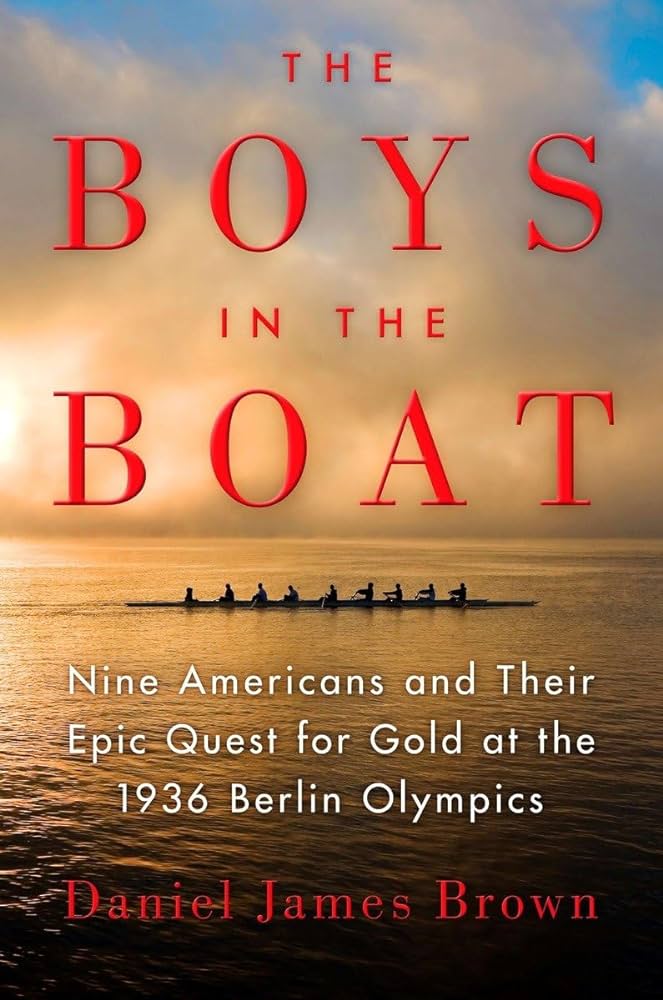 THE
BOYS
IN THE
BOAT
Nine Americans and Their
Epic Quest for Gold at the
1936 Berlin Olympics
Daniel James Brown